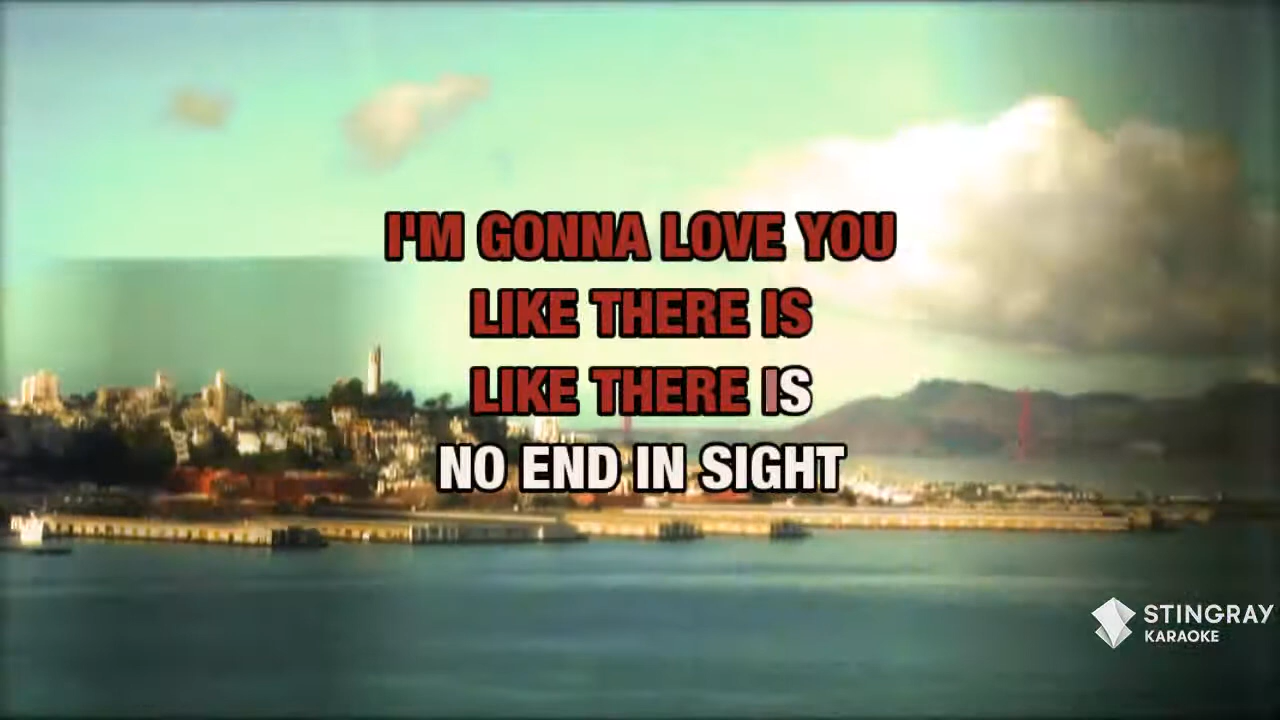 I'M GONNA LOVE YOU
LIKE THERE IS
LIKE THERE IS
NO END IN SIGHT
STINGRAY
KARAOKE